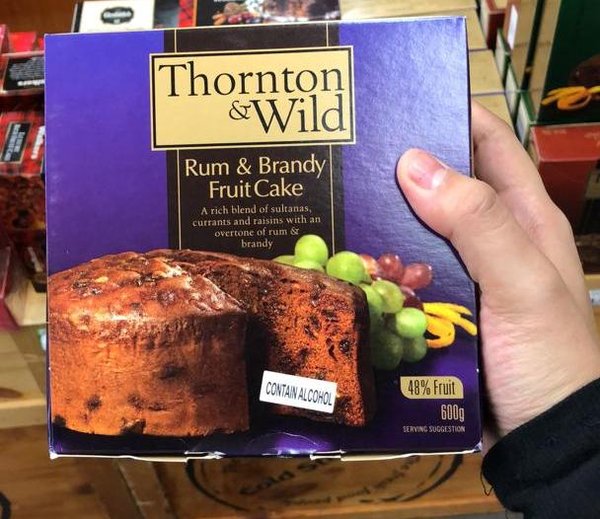 Thornton
& Wild
Rum & Brandy
Fruit Cake
A rich blend of sultanas,
currants and raisins with an
overtone of rum &
brandy
CONTAIN ALCOHOL
48% Fruit
600g
SERVING SUGGESTION